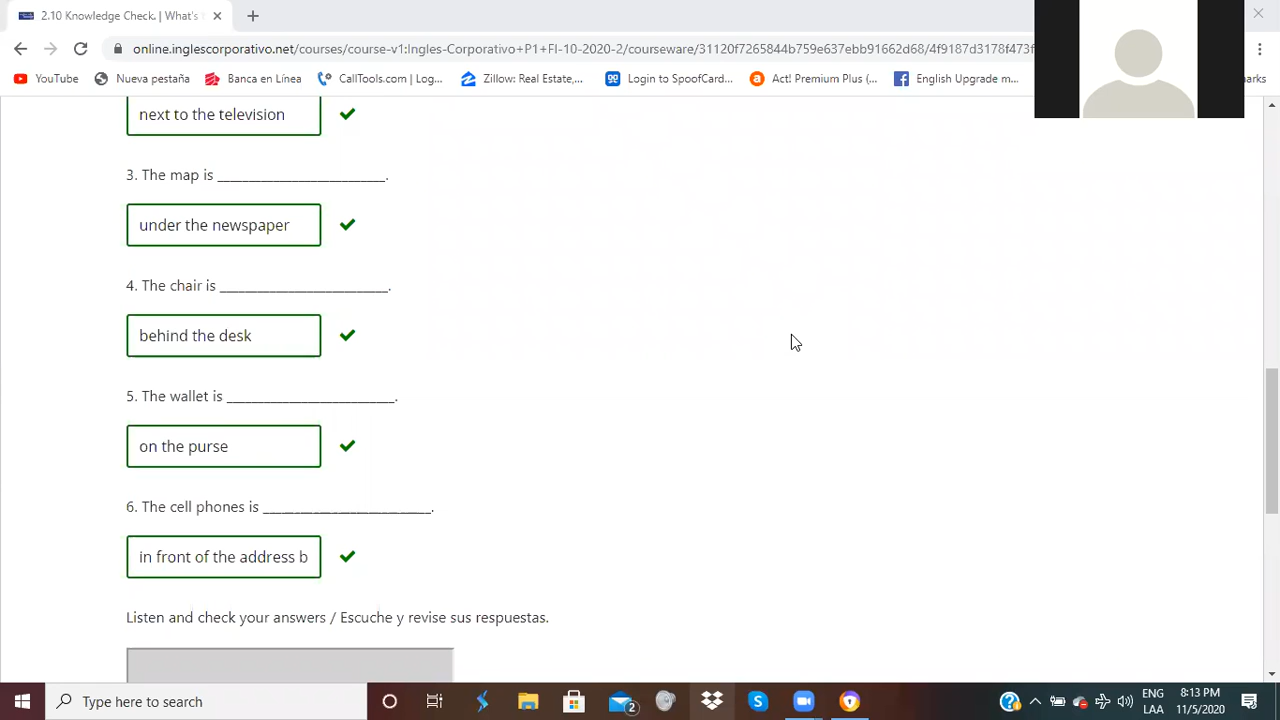 2.10 Knowledge Check. | What's
online.inglescorporativo.net/courses/course-v1:Ingles-Corporativo+P1+FI-10-2020-2/courseware/31120f7265844b759e637ebb91662d68/4f9187d3178f473f
YouTube Nueva pestaña Banca en Línea CallTools.com | Log... Zillow: Real Estate,... Login to SpoofCard... Act! Premium Plus (... English Upgrade m...
next to the television
3. The map is _________________________.
under the newspaper
4. The chair is _________________________.
behind the desk
5. The wallet is _________________________.
on the purse
6. The cell phones is _________________________.
in front of the address b
Listen and check your answers / Escuche y revise sus respuestas.
Type here to search
2
ENG 8:13 PM
LAA 11/5/2020